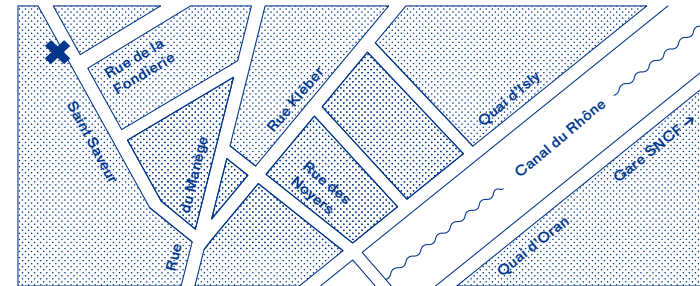 Rue de la
Fonderie
Saint Saveur
Rue Kléber
Quai d'Isly
Canal du Rhône
Gare SNCF →
Rue du Manège
Rue des
Noyers
Quai d'Oran